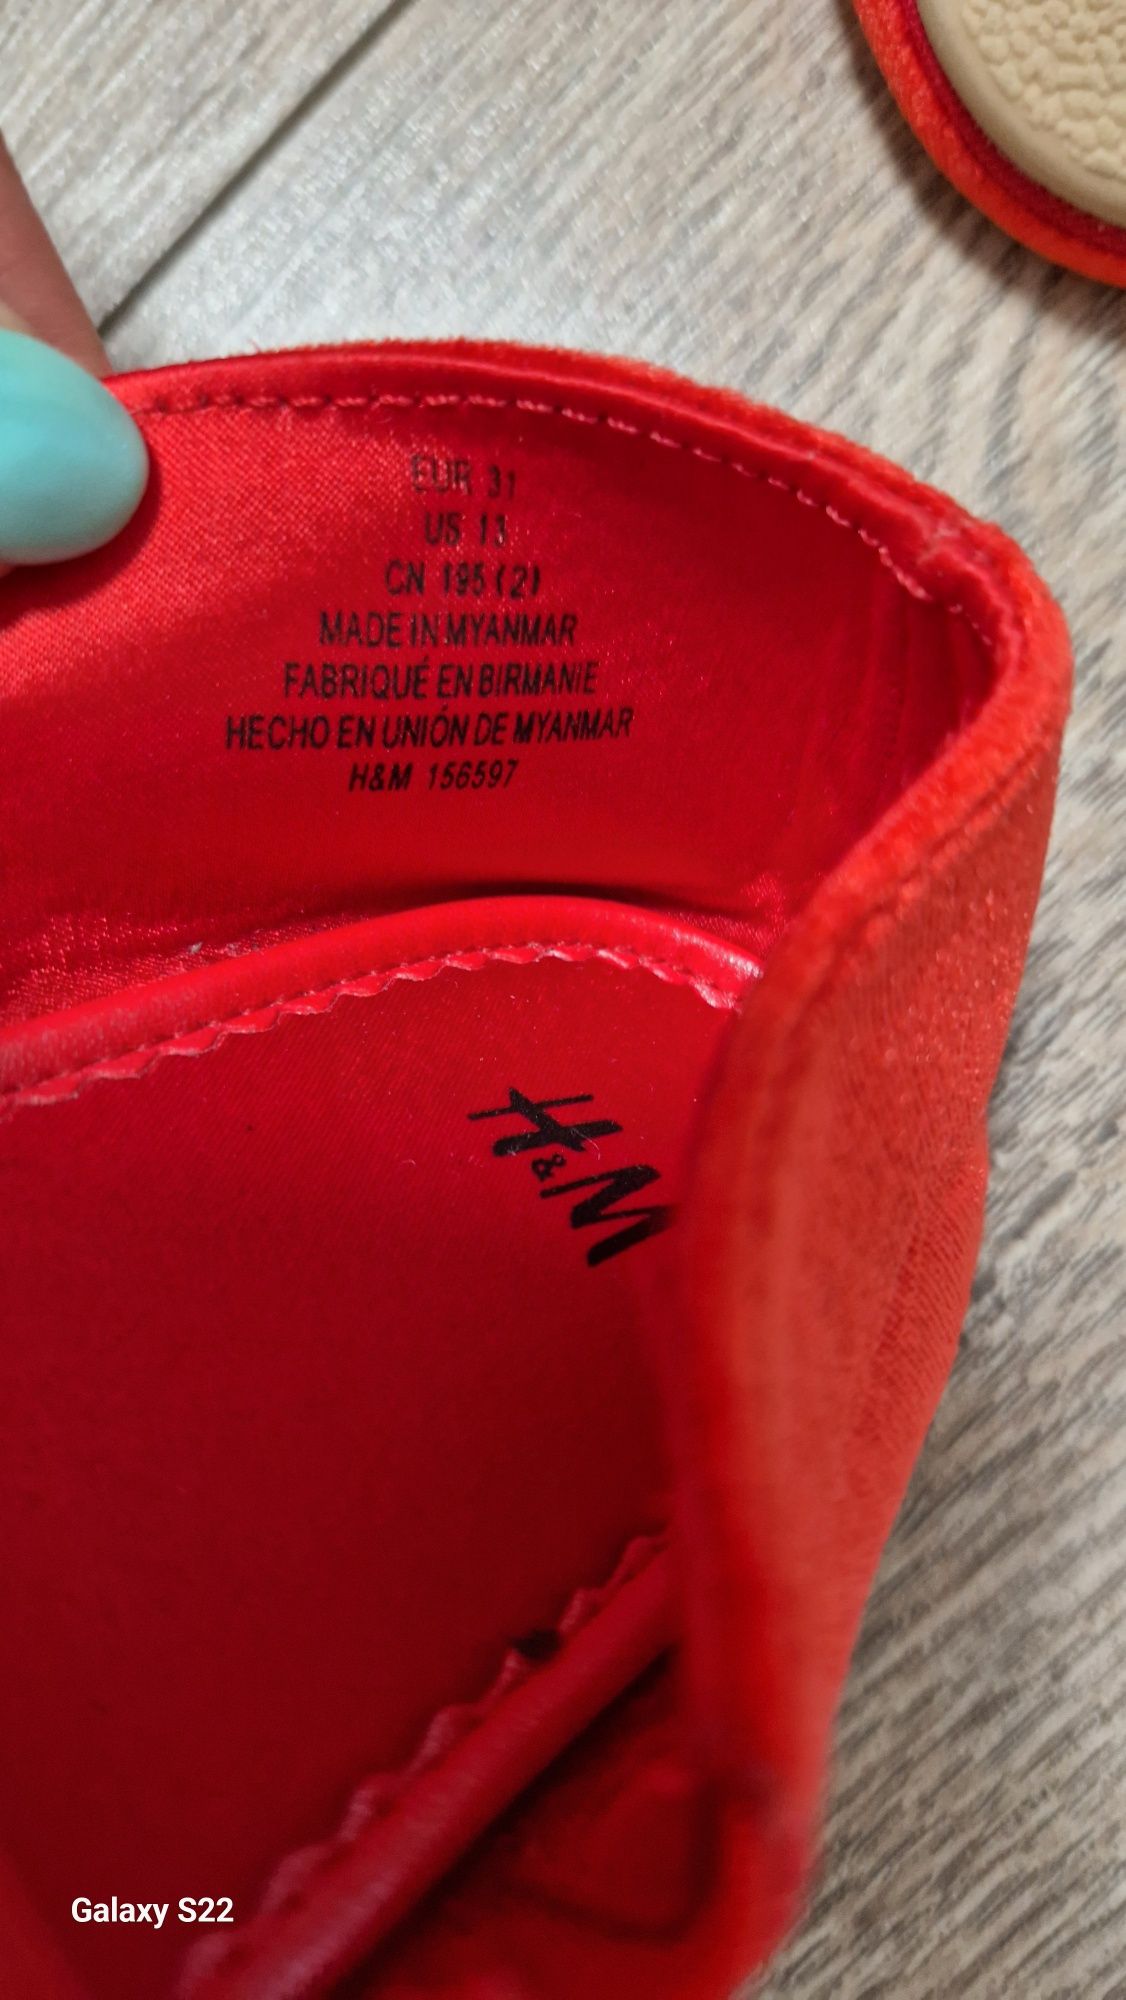 EUR 31
US 13
CN 195(2)
MADE IN MYANMAR
FABRIQUÉ EN BIRMANIE
HECHO EN UNIÓN DE MYANMAR
H&M 156597
H&M
Galaxy S22